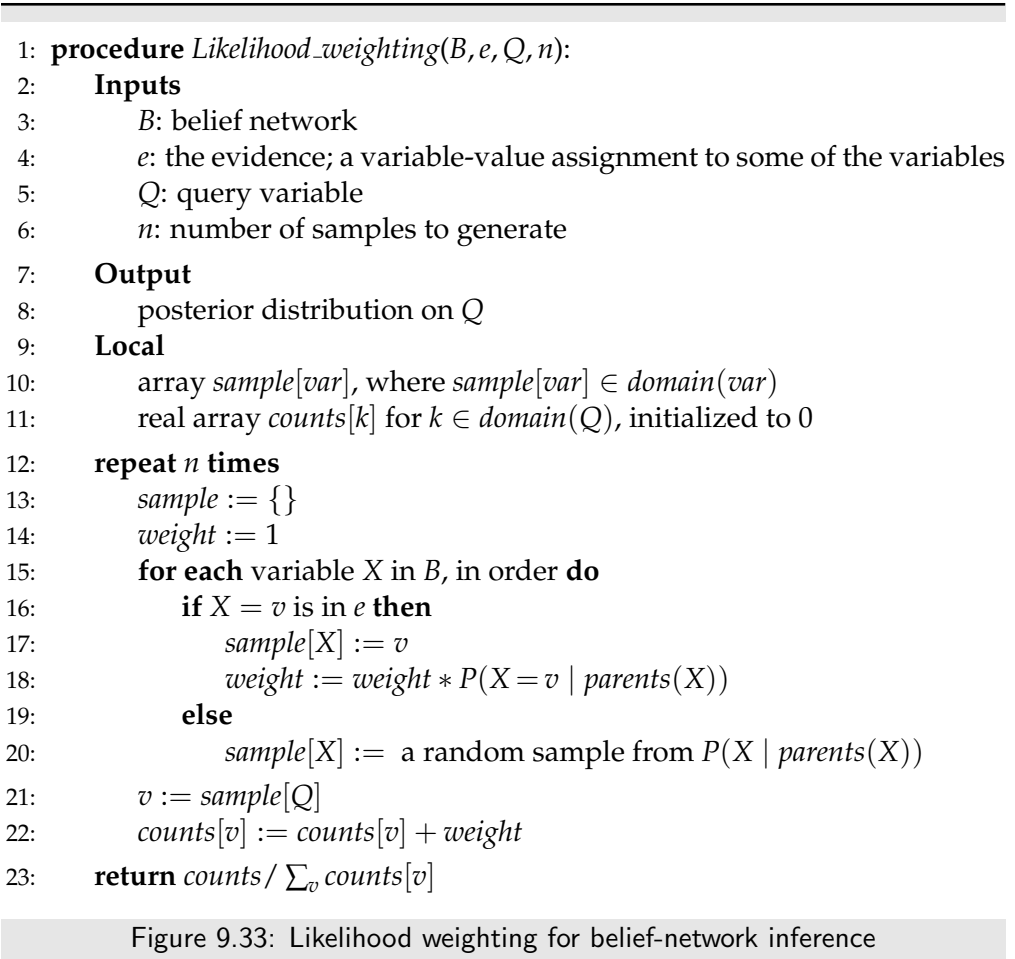 1: procedure Likelihood_weighting(B, e, Q, n):
2: Inputs
3: B: belief network
4: e: the evidence; a variable-value assignment to some of the variables
5: Q: query variable
6: n: number of samples to generate
7: Output
8: posterior distribution on Q
9: Local
10: array sample[var], where sample[var] ∈ domain(var)
11: real array counts[k] for k ∈ domain(Q), initialized to 0
12: repeat n times
13: sample := {}
14: weight := 1
15: for each variable X in B, in order do
16: if X = v is in e then
17: sample[X] := v
18: weight := weight ∗ P(X = v | parents(X))
19: else
20: sample[X] := a random sample from P(X | parents(X))
21: v := sample[Q]
22: counts[v] := counts[v] + weight
23: return counts/ ∑v counts[v]
Figure 9.33: Likelihood weighting for belief-network inference